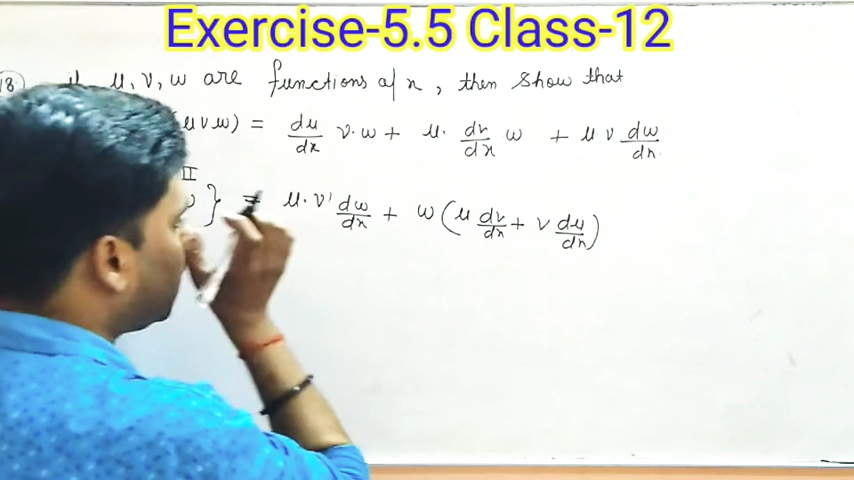 Exercise-5.5 Class-12
18 u, v, w are functions of x, then show that
(uvw) = du/dx v·w + u· dv/dx w + u v dw/dx.
II
} = u·v' dw/dx + w(u dv/dx + v du/dx)